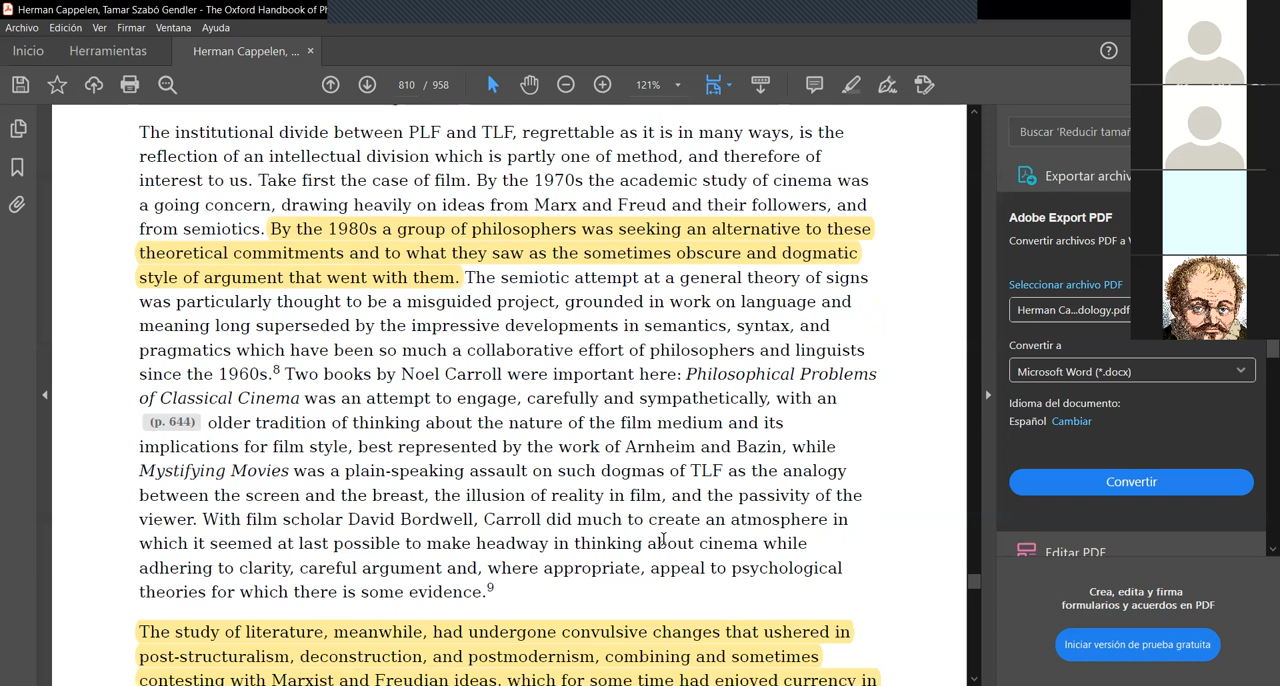 Herman Cappelen, Tamar Szabó Gendler - The Oxford Handbook of Ph
Archivo Edición Ver Firmar Ventana Ayuda
Inicio Herramientas Herman Cappelen, ... ×
810 / 958 121%
The institutional divide between PLF and TLF, regrettable as it is in many ways, is the
reflection of an intellectual division which is partly one of method, and therefore of
interest to us. Take first the case of film. By the 1970s the academic study of cinema was
a going concern, drawing heavily on ideas from Marx and Freud and their followers, and
from semiotics. By the 1980s a group of philosophers was seeking an alternative to these
theoretical commitments and to what they saw as the sometimes obscure and dogmatic
style of argument that went with them. The semiotic attempt at a general theory of signs
was particularly thought to be a misguided project, grounded in work on language and
meaning long superseded by the impressive developments in semantics, syntax, and
pragmatics which have been so much a collaborative effort of philosophers and linguists
since the 1960s.8 Two books by Noel Carroll were important here: Philosophical Problems
of Classical Cinema was an attempt to engage, carefully and sympathetically, with an
(p. 644) older tradition of thinking about the nature of the film medium and its
implications for film style, best represented by the work of Arnheim and Bazin, while
Mystifying Movies was a plain-speaking assault on such dogmas of TLF as the analogy
between the screen and the breast, the illusion of reality in film, and the passivity of the
viewer. With film scholar David Bordwell, Carroll did much to create an atmosphere in
which it seemed at last possible to make headway in thinking about cinema while
adhering to clarity, careful argument and, where appropriate, appeal to psychological
theories for which there is some evidence.9
The study of literature, meanwhile, had undergone convulsive changes that ushered in
post-structuralism, deconstruction, and postmodernism, combining and sometimes
contesting with Marxist and Freudian ideas, which for some time had enjoyed currency in
Buscar 'Reducir tamañ
Exportar archiv
Adobe Export PDF
Convertir archivos PDF a
Seleccionar archivo PDF
Herman Ca...dology.pdf
Convertir a
Microsoft Word (*.docx)
Idioma del documento:
Español Cambiar
Convertir
Editar PDF
Crea, edita y firma
formularios y acuerdos en PDF
Iniciar versión de prueba gratuita